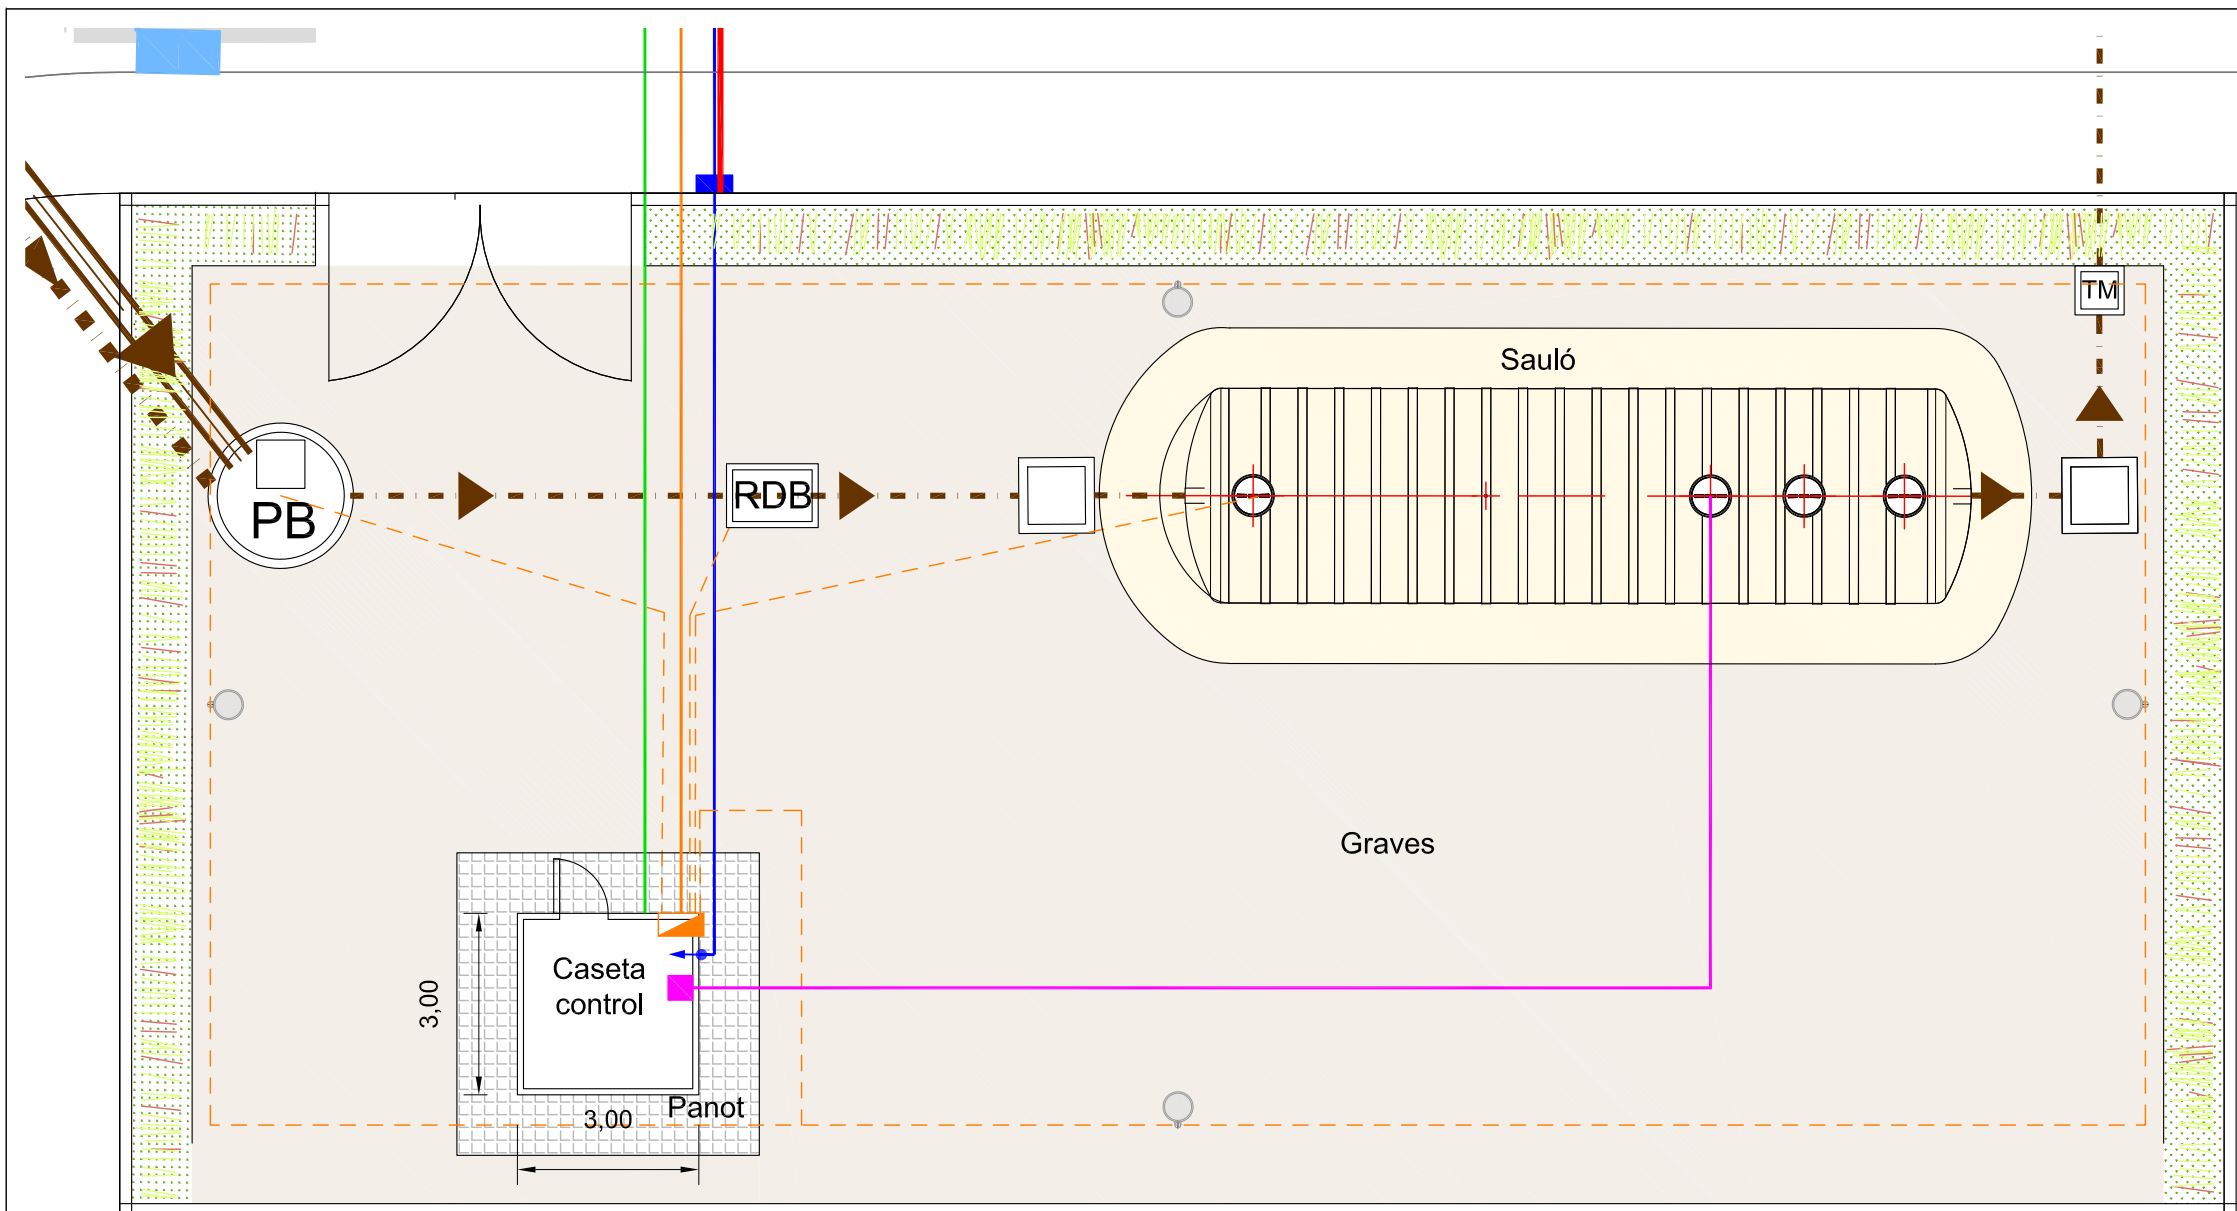 TM
Sauló
RDB
PB
Graves
Caseta
control
3,00
Panot
3,00